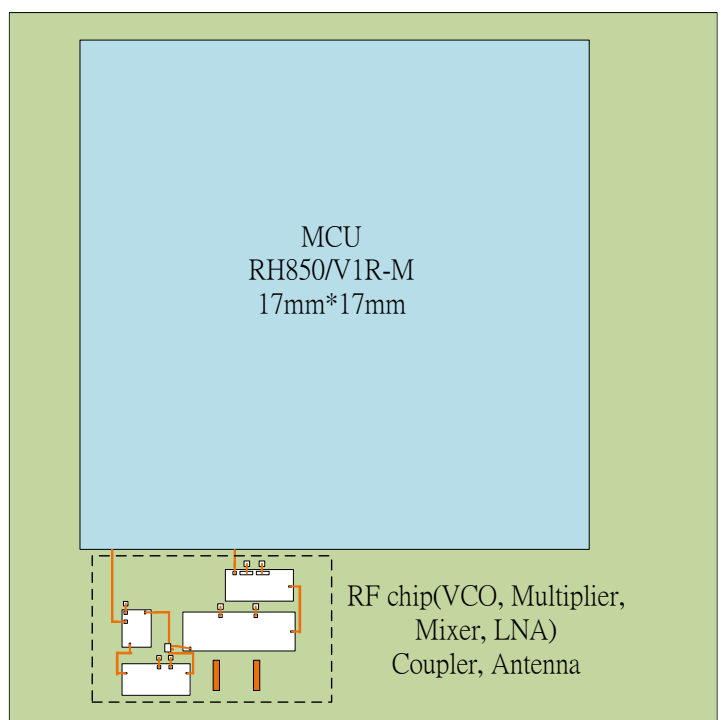 MCU
RH850/V1R-M
17mm*17mm
RF chip(VCO, Multiplier,
Mixer, LNA)
Coupler, Antenna